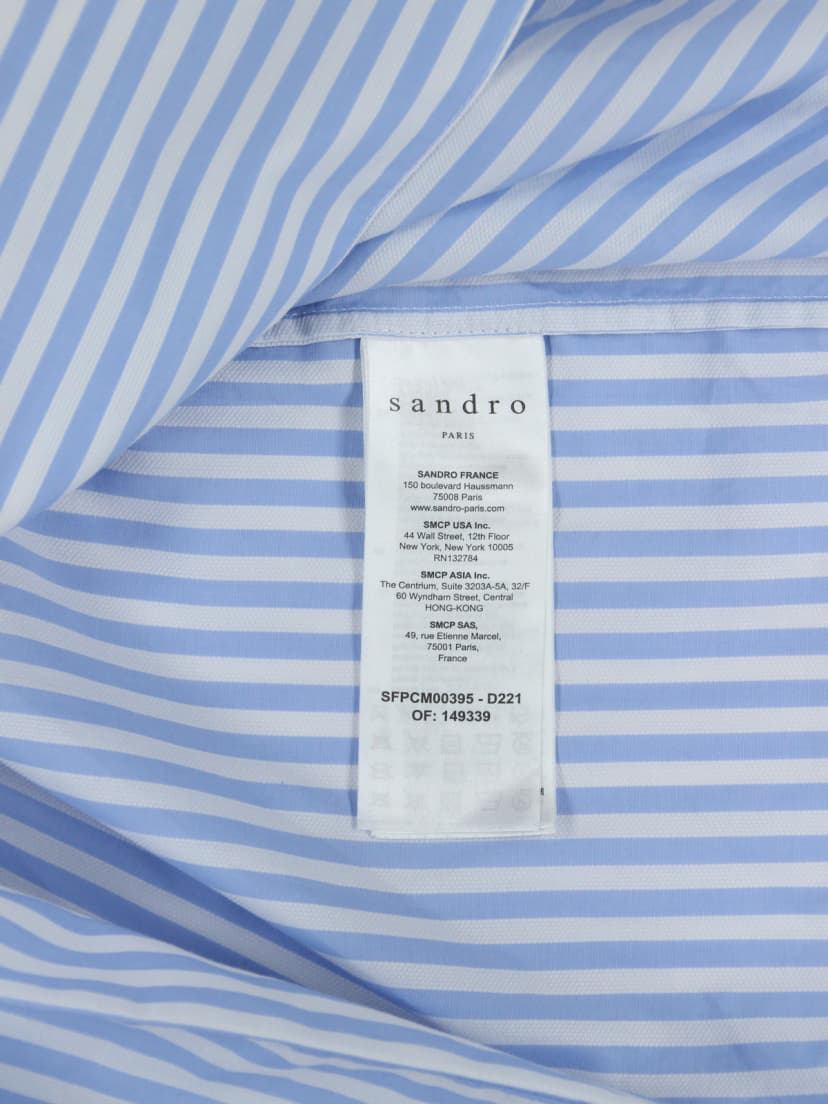 sandro
PARIS
SANDRO FRANCE
150 boulevard Haussmann
75008 Paris
www.sandro-paris.com
SMCP USA Inc.
44 Wall Street, 12th Floor
New York, New York 10005
RN132784
SMCP ASIA Inc.
The Centrium, Suite 3203A-5A, 32/F
60 Wyndham Street, Central
HONG-KONG
SMCP SAS,
49, rue Etienne Marcel,
75001 Paris,
France
SFPCM00395 - D221
OF: 149339